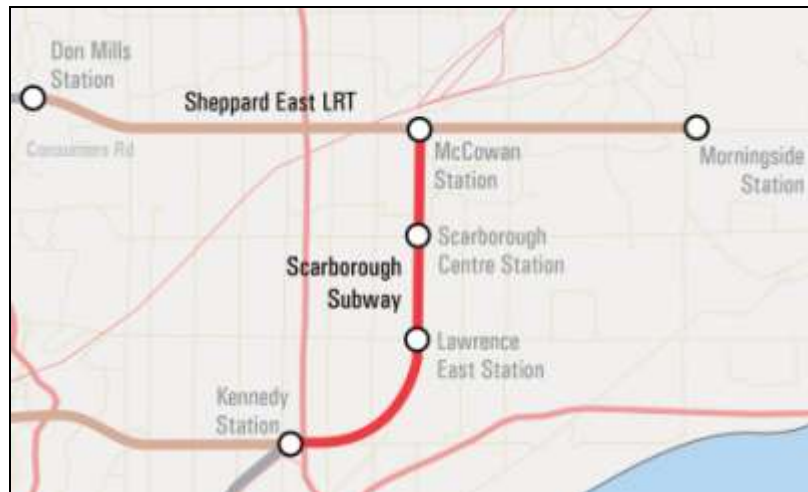 Don Mills
Station
Sheppard East LRT
Consumers Rd
McCowan
Station
Morningside
Station
Scarborough
Centre Station
Scarborough
Subway
Lawrence
East Station
Kennedy
Station